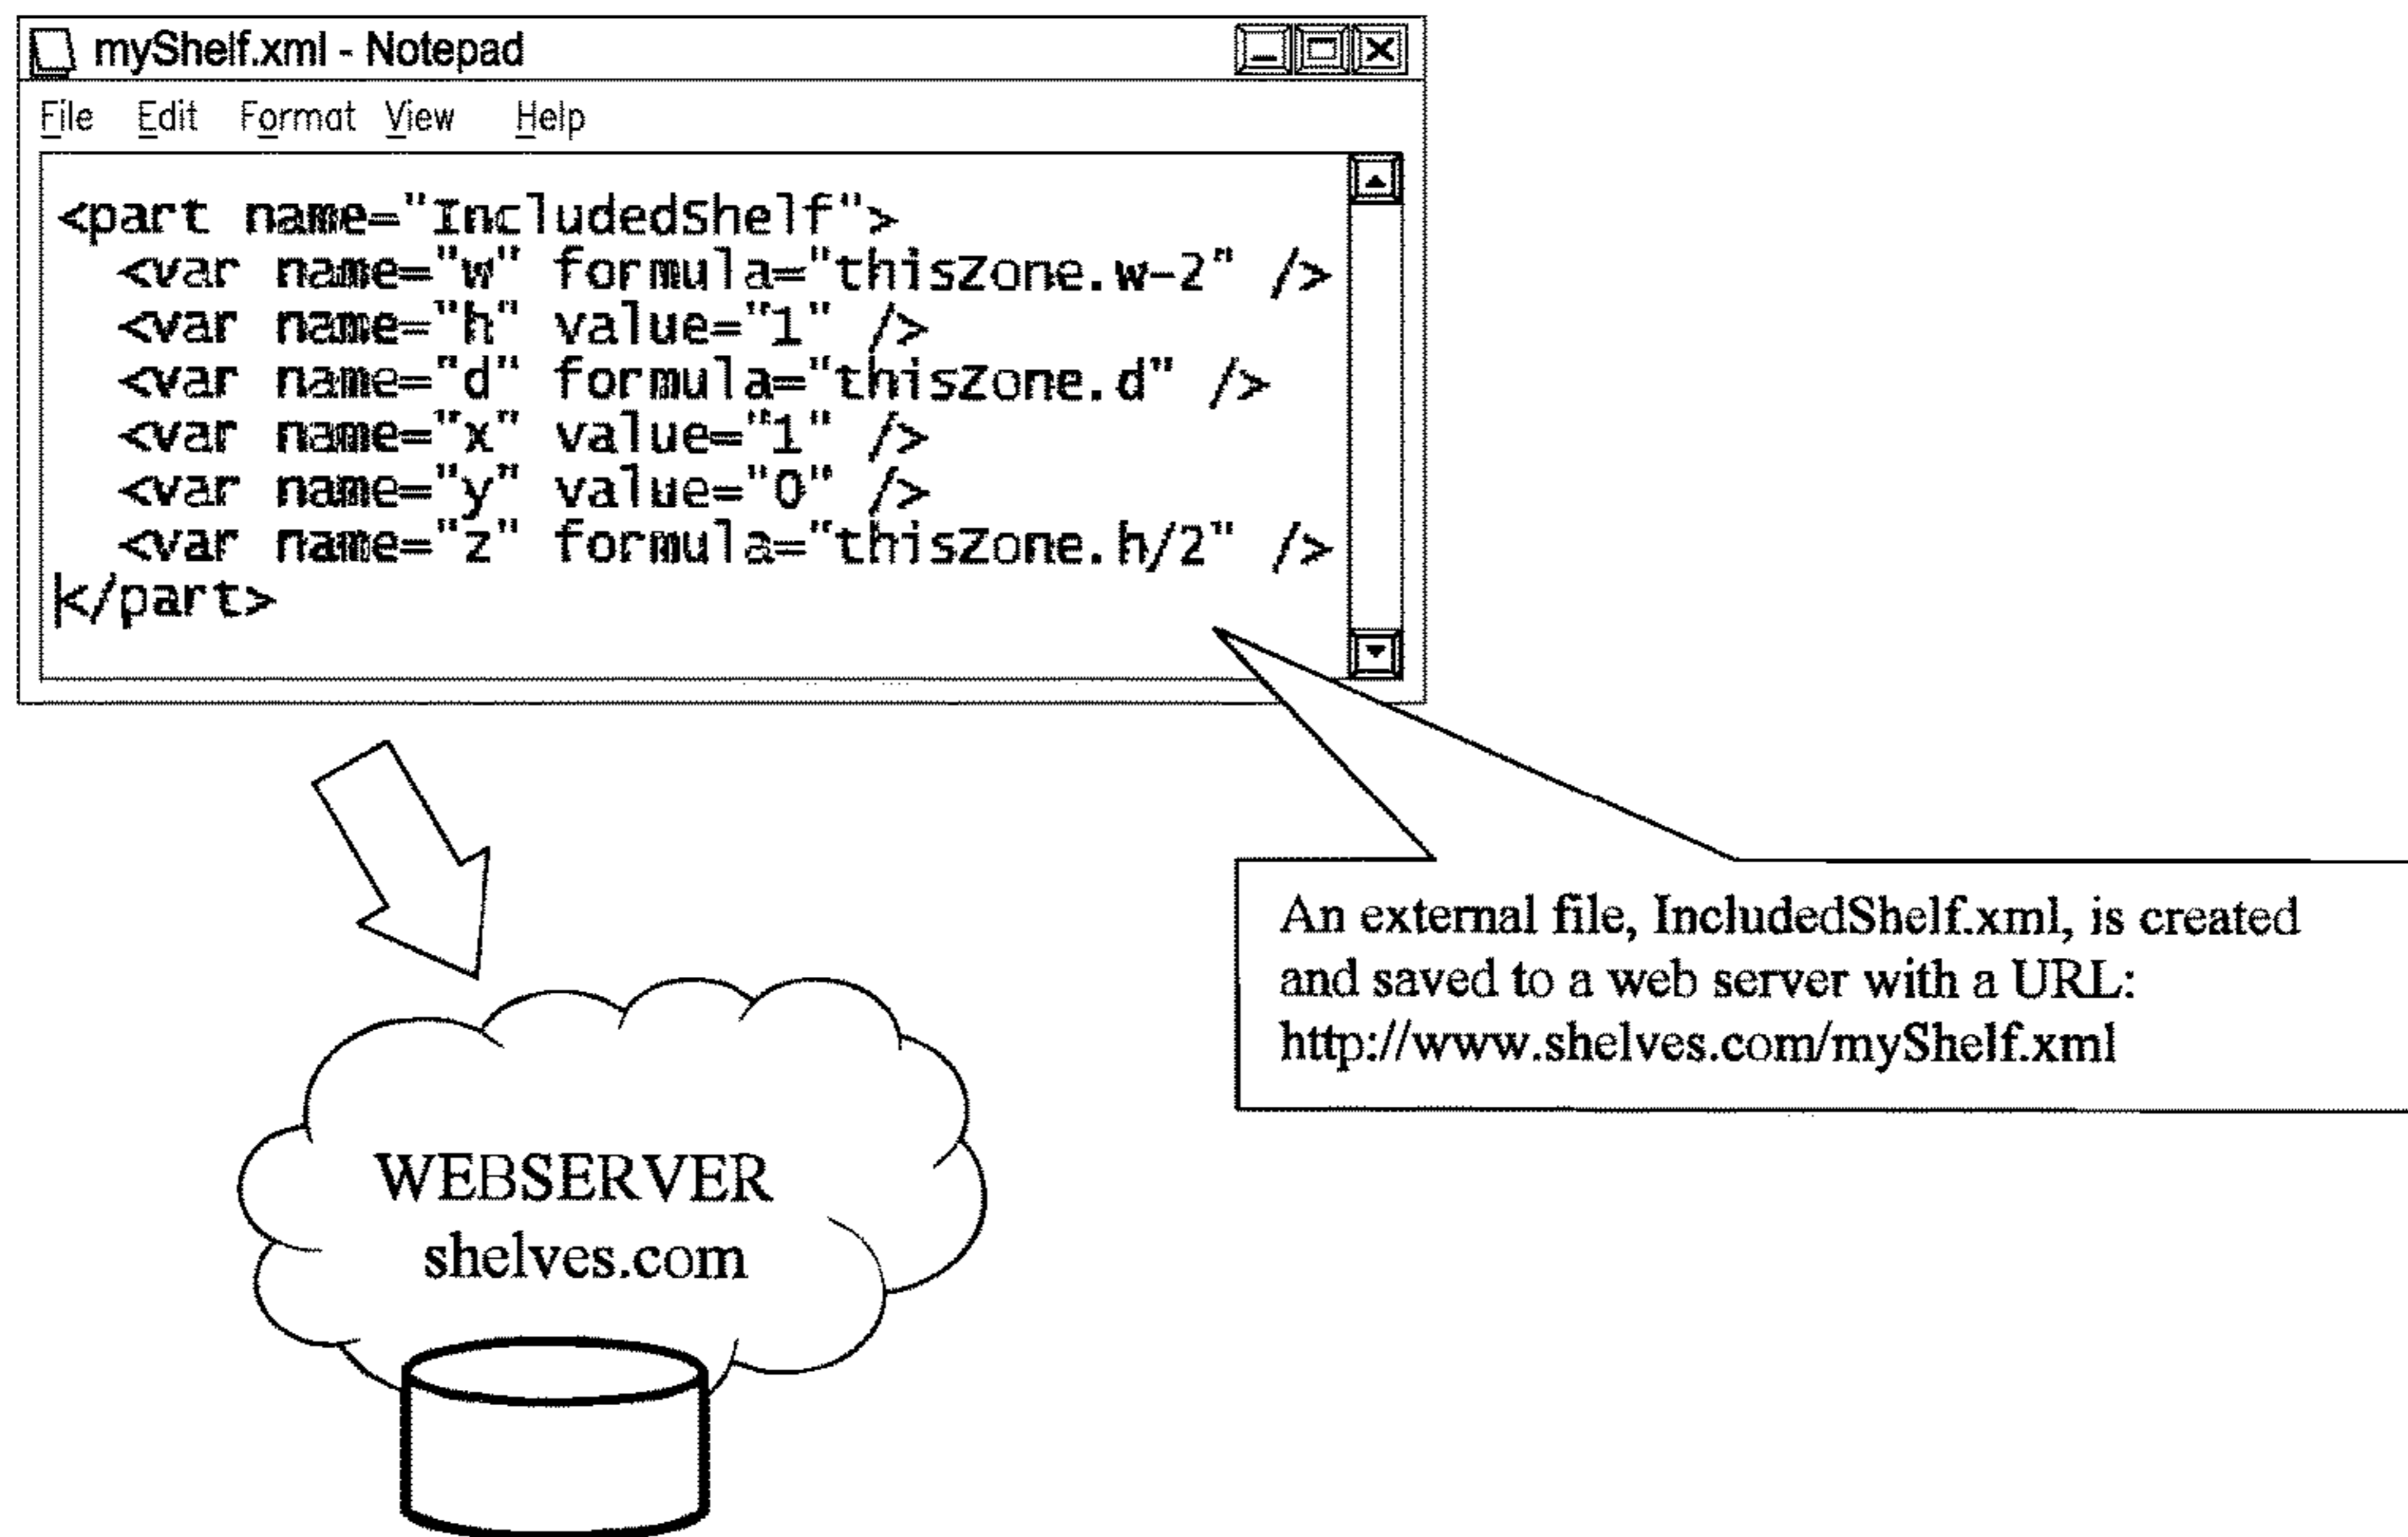 myShelf.xml - Notepad
File Edit Format View Help
<part name="IncludedShelf">
<var name="w" formula="thisZone.w-2" />
<var name="h" value="1" />
<var name="d" formula="thisZone.d" />
<var name="x" value="1" />
<var name="y" value="0" />
<var name="z" formula="thisZone.h/2" />
</part>
An external file, IncludedShelf.xml, is created
and saved to a web server with a URL:
http://www.shelves.com/myShelf.xml
WEBSERVER
shelves.com